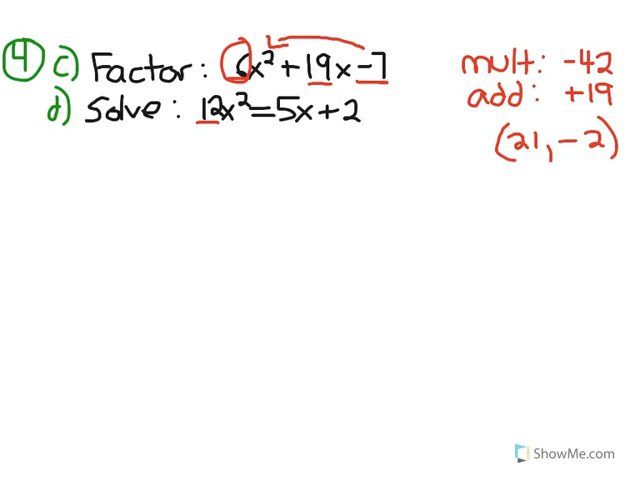 ④ c) Factor: 6x² + 19x - 7
d) Solve: 12x² = 5x + 2
mult: -42
add: +19
(21, -2)
ShowMe.com